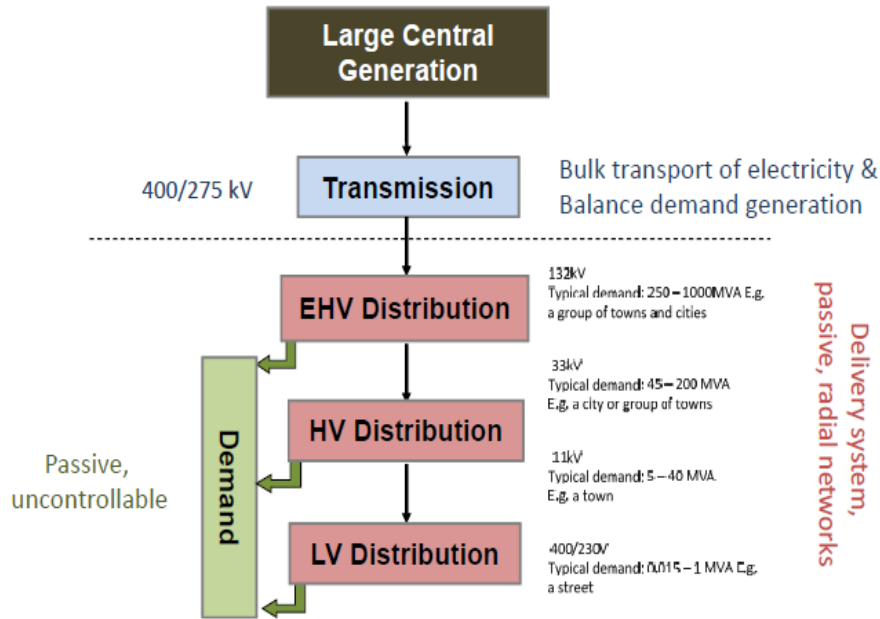 Large Central
Generation
400/275 kV
Transmission
Bulk transport of electricity &
Balance demand generation
EHV Distribution
132kV
Typical demand: 250 – 1000MVA E.g.
a group of towns and cities
33kV
Typical demand: 45 – 200 MVA
E.g. a city or group of towns
HV Distribution
11kV
Typical demand: 5 – 40 MVA.
E.g. a town
LV Distribution
400/230V
Typical demand: 0.015 – 1 MVA E.g.
a street
Demand
Passive,
uncontrollable
Delivery system,
passive, radial networks